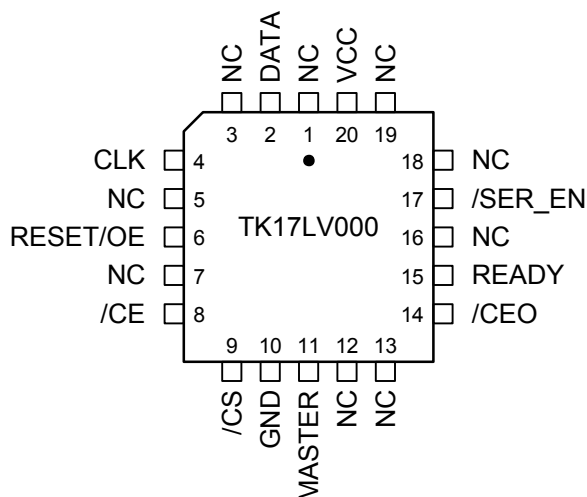 NC
DATA
NC
VCC
NC
3
2
1
20
19
CLK
4
18
NC
NC
5
17
/SER_EN
TK17LV000
RESET/OE
6
16
NC
NC
7
15
READY
/CE
8
14
/CEO
9
10
11
12
13
/CS
GND
MASTER
NC
NC